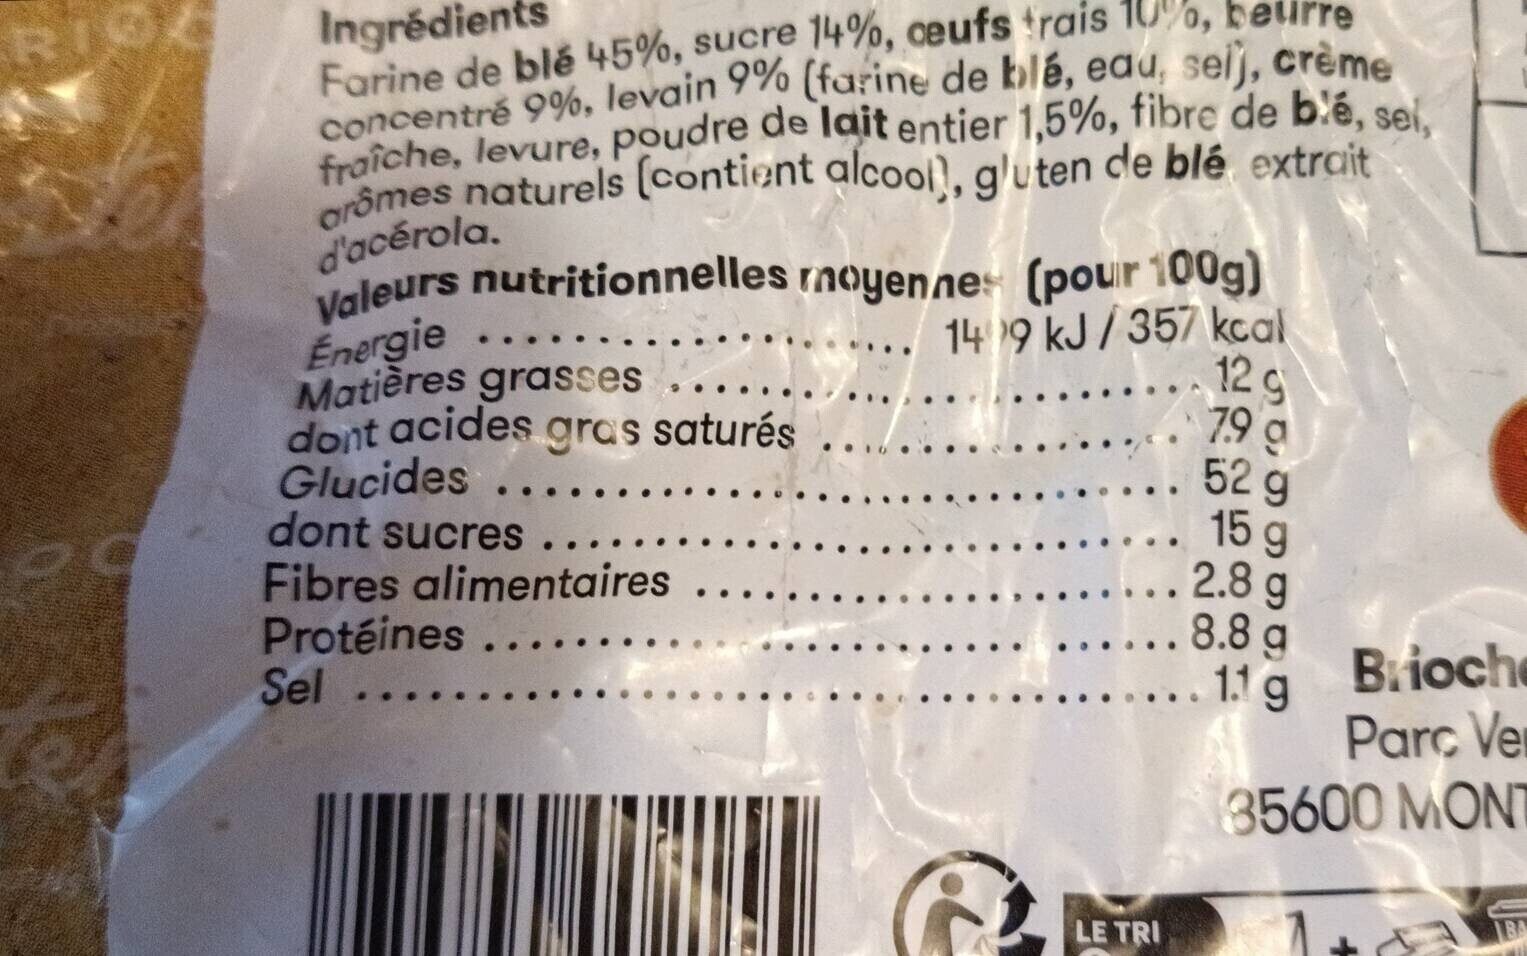 Ingrédients
Farine de blé 45%, sucre 14%, œufs frais 10%, beurre
concentré 9%, levain 9% (farine de blé, eau, sel), crème
fraîche, levure, poudre de lait entier 1,5%, fibre de blé, sel,
arômes naturels (contient alcool), gluten de blé, extrait
d'acérola.
Valeurs nutritionnelles moyennes (pour 100g)
Énergie ........................ kJ / 357 kcal
Matières grasses ........................ 12 g
dont acides gras saturés ........................ 7.9 g
Glucides ........................ 52 g
dont sucres ........................ 15 g
Fibres alimentaires ........................ 2.8 g
Protéines ........................ 8.8 g
Sel ........................ 1.1 g
Brioche
Parc Ve
85600 MONT
LE TRI
+
BA